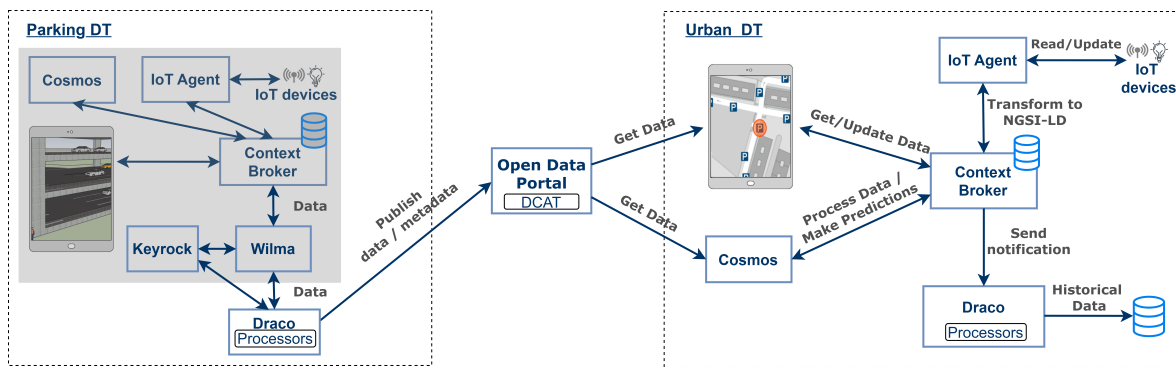 Parking DT
Cosmos
IoT Agent
IoT devices
Context
Broker
Data
Keyrock
Wilma
Data
Draco
Processors
Publish
data / metadata
Open Data
Portal
DCAT
Get Data
Get Data
Urban DT
P
P
P
P
P
P
Get/Update Data
Process Data /
Make Predictions
Cosmos
IoT Agent
Read/Update
IoT
devices
Transform to
NGSI-LD
Context
Broker
Send
notification
Draco
Processors
Historical
Data